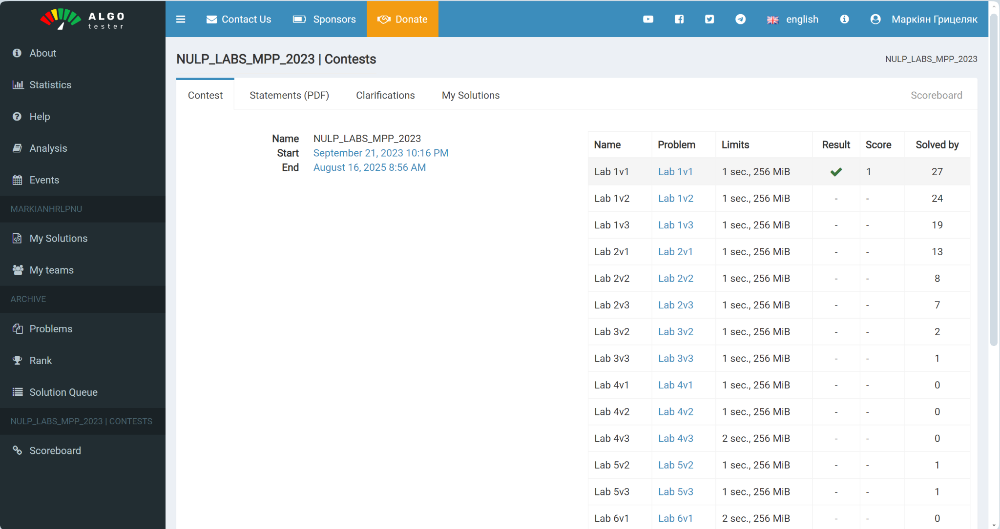 ALGO
tester
Contact Us
Sponsors
Donate
english
Маркіян Грицеляк
About
Statistics
Help
Analysis
Events
MARKIANHRLPNU
My Solutions
My teams
ARCHIVE
Problems
Rank
Solution Queue
NULP_LABS_MPP_2023 | CONTESTS
Scoreboard
NULP_LABS_MPP_2023 | Contests
NULP_LABS_MPP_2023
Contest
Statements (PDF)
Clarifications
My Solutions
Scoreboard
Name NULP_LABS_MPP_2023
Start September 21, 2023 10:16 PM
End August 16, 2025 8:56 AM
Name Problem Limits Result Score Solved by
Lab 1v1 Lab 1v1 1 sec., 256 MiB 1 27
Lab 1v2 Lab 1v2 1 sec., 256 MiB - - 24
Lab 1v3 Lab 1v3 1 sec., 256 MiB - - 19
Lab 2v1 Lab 2v1 1 sec., 256 MiB - - 13
Lab 2v2 Lab 2v2 1 sec., 256 MiB - - 8
Lab 2v3 Lab 2v3 1 sec., 256 MiB - - 7
Lab 3v2 Lab 3v2 1 sec., 256 MiB - - 2
Lab 3v3 Lab 3v3 1 sec., 256 MiB - - 1
Lab 4v1 Lab 4v1 1 sec., 256 MiB - - 0
Lab 4v2 Lab 4v2 1 sec., 256 MiB - - 0
Lab 4v3 Lab 4v3 2 sec., 256 MiB - - 0
Lab 5v2 Lab 5v2 1 sec., 256 MiB - - 1
Lab 5v3 Lab 5v3 1 sec., 256 MiB - - 1
Lab 6v1 Lab 6v1 2 sec., 256 MiB - - 0